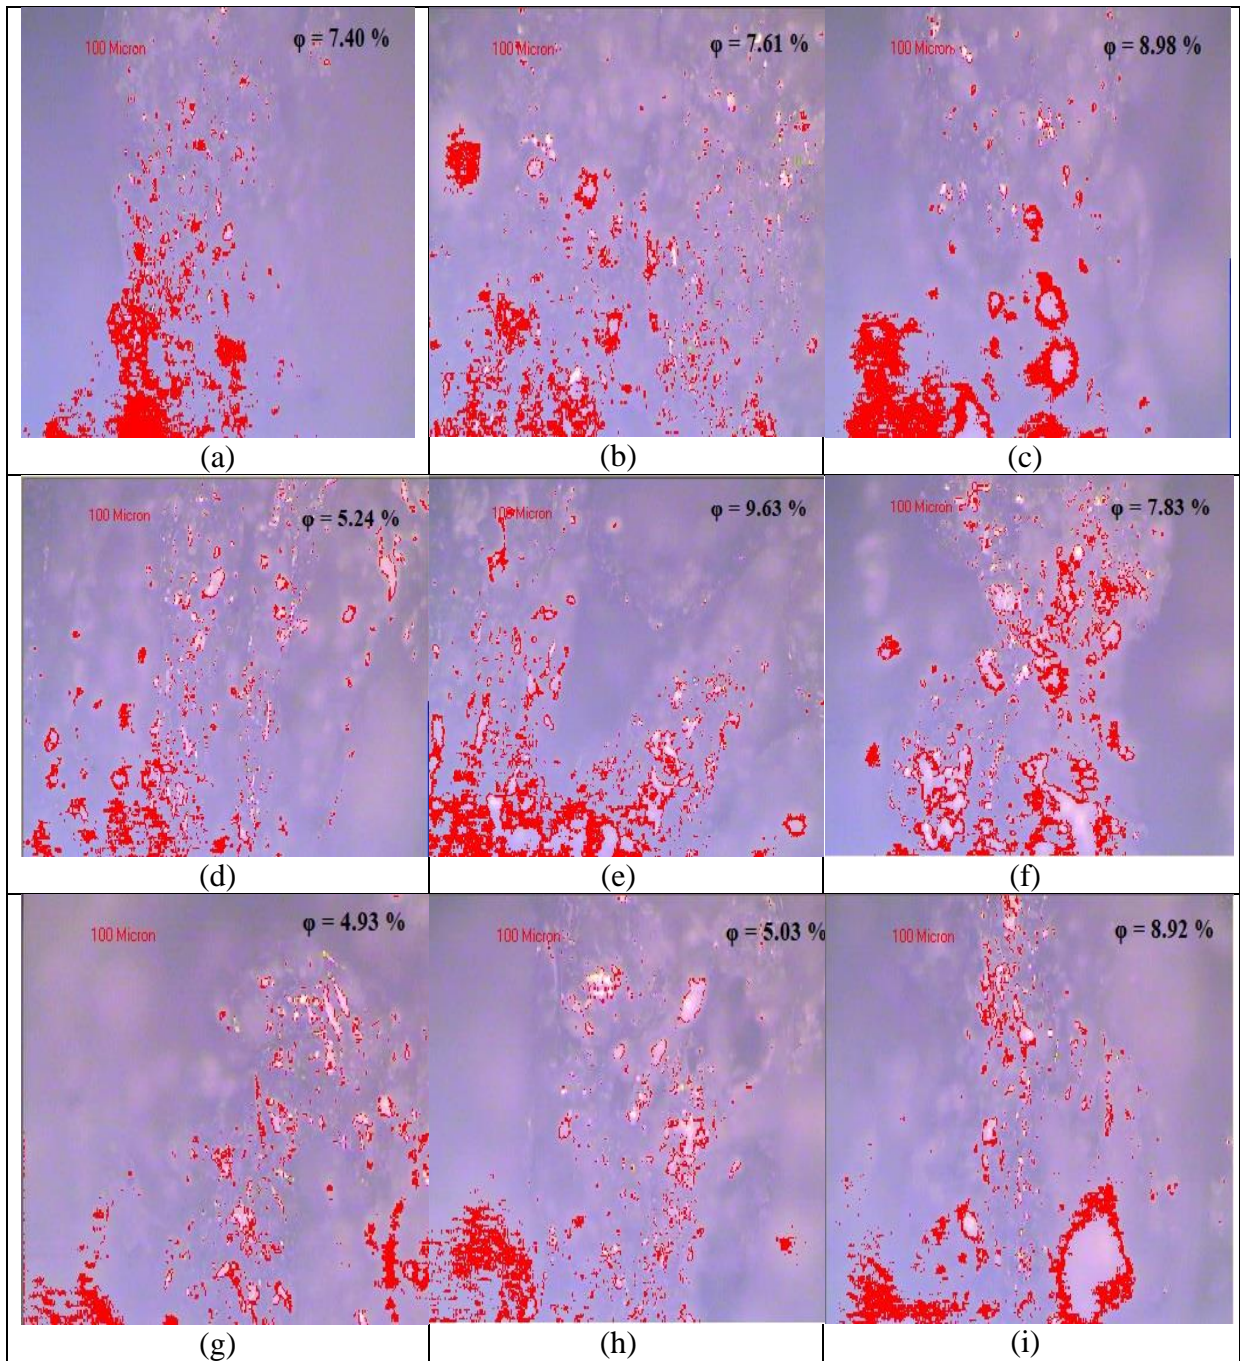 100 Micron
φ = 7.40 %
100 Micron
φ = 7.61 %
100 Micron
φ = 8.98 %
(a)
(b)
(c)
100 Micron
φ = 5.24 %
100 Micron
φ = 9.63 %
100 Micron
φ = 7.83 %
(d)
(e)
(f)
100 Micron
φ = 4.93 %
100 Micron
φ = 5.03 %
100 Micron
φ = 8.92 %
(g)
(h)
(i)